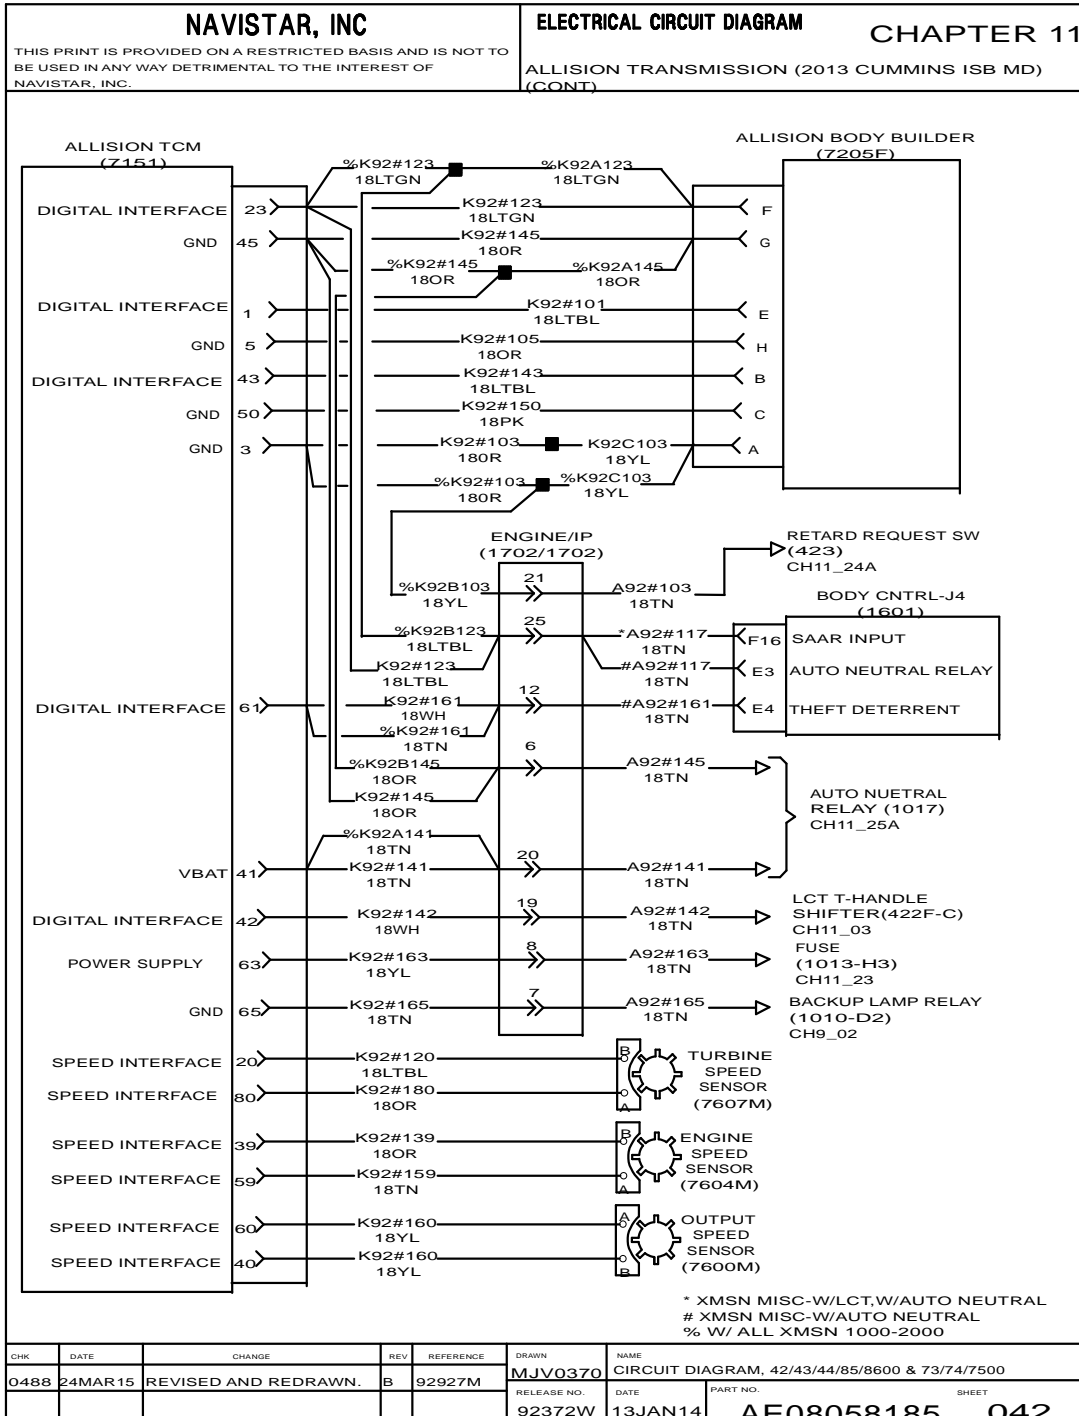 NAVISTAR, INC
THIS PRINT IS PROVIDED ON A RESTRICTED BASIS AND IS NOT TO
BE USED IN ANY WAY DETRIMENTAL TO THE INTEREST OF
NAVISTAR, INC.
ELECTRICAL CIRCUIT DIAGRAM
CHAPTER 11
ALLISION TRANSMISSION (2013 CUMMINS ISB MD)
(CONT)
ALLISION TCM
(7151)
ALLISION BODY BUILDER
(7205F)
%K92#123
18LTGN
%K92A123
18LTGN
DIGITAL INTERFACE 23
K92#123
18LTGN
F
GND 45
K92#145
180R
G
%K92#145
18OR
%K92A145
18OR
DIGITAL INTERFACE 1
K92#101
18LTBL
E
GND 5
K92#105
18OR
H
DIGITAL INTERFACE 43
K92#143
18LTBL
B
GND 50
K92#150
18PK
C
GND 3
K92#103
180R
K92C103
18YL
A
%K92#103
180R
%K92C103
18YL
ENGINE/IP
(1702/1702)
RETARD REQUEST SW
(423)
CH11_24A
%K92B103
18YL
21
A92#103
18TN
BODY CNTRL-J4
(1601)
%K92B123
18LTBL
25
*A92#117
18TN
F16 SAAR INPUT
K92#123
18LTBL
#A92#117
18TN
E3 AUTO NEUTRAL RELAY
DIGITAL INTERFACE 61
K92#161
18WH
12
#A92#161
18TN
E4 THEFT DETERRENT
%K92#161
18TN
%K92B145
18OR
6
A92#145
18TN
K92#145
18OR
AUTO NUETRAL
RELAY (1017)
CH11_25A
%K92A141
18TN
VBAT 41
K92#141
18TN
20
A92#141
18TN
DIGITAL INTERFACE 42
K92#142
18WH
19
A92#142
18TN
LCT T-HANDLE
SHIFTER(422F-C)
CH11_03
POWER SUPPLY 63
K92#163
18YL
8
A92#163
18TN
FUSE
(1013-H3)
CH11_23
GND 65
K92#165
18TN
7
A92#165
18TN
BACKUP LAMP RELAY
(1010-D2)
CH9_02
SPEED INTERFACE 20
K92#120
18LTBL
B
SPEED INTERFACE 80
K92#180
18OR
A
TURBINE
SPEED
SENSOR
(7607M)
SPEED INTERFACE 39
K92#139
18OR
B
SPEED INTERFACE 59
K92#159
18TN
A
ENGINE
SPEED
SENSOR
(7604M)
SPEED INTERFACE 60
K92#160
18YL
A
SPEED INTERFACE 40
K92#160
18YL
B
OUTPUT
SPEED
SENSOR
(7600M)
* XMSN MISC-W/LCT,W/AUTO NEUTRAL
# XMSN MISC-W/AUTO NEUTRAL
% W/ ALL XMSN 1000-2000
CHK DATE CHANGE REV REFERENCE
0488 24MAR15 REVISED AND REDRAWN. B 92927M
DRAWN
MJV0370
NAME
CIRCUIT DIAGRAM, 42/43/44/85/8600 & 73/74/7500
RELEASE NO.
92372W
DATE
13JAN14
PART NO.
AE08058185
SHEET
042